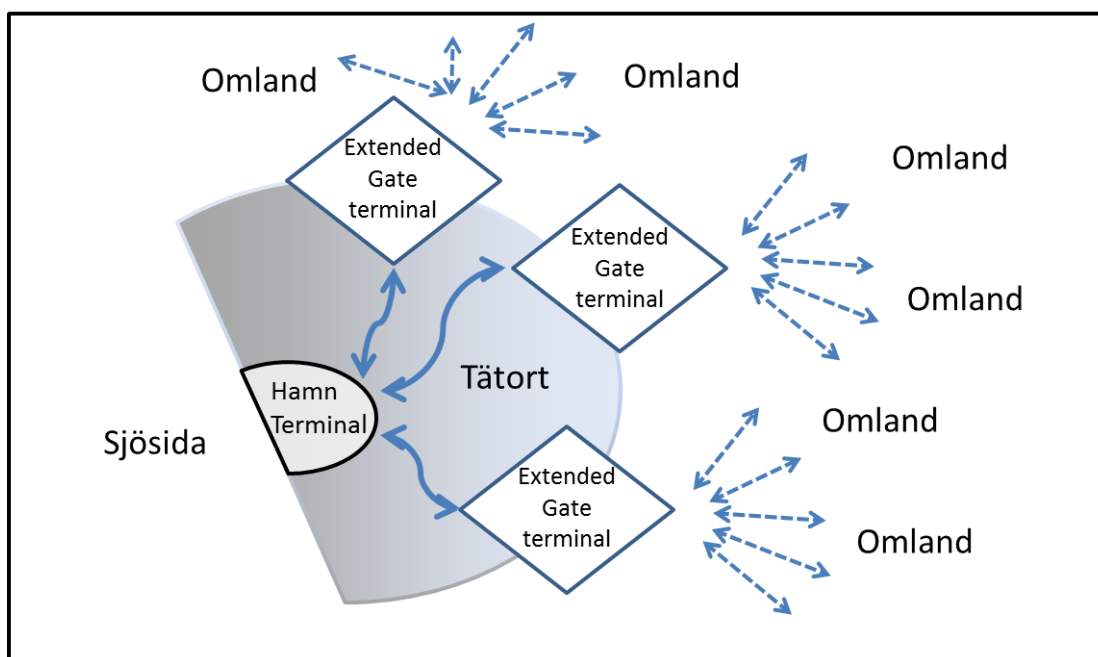 Omland
Omland
Extended
Gate
terminal
Omland
Extended
Gate
terminal
Omland
Tätort
Hamn
Terminal
Sjösida
Omland
Extended
Gate
terminal
Omland